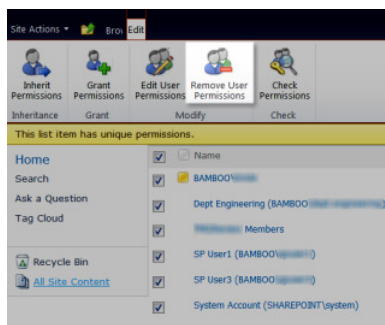 Site Actions Brow Edit
Inherit Permissions
Grant Permissions
Edit User Permissions
Remove User Permissions
Check Permissions
Inheritance Grant Modify Check
This list item has unique permissions.
Home
Search
Ask a Question
Tag Cloud
Recycle Bin
All Site Content
Name
BAMBOO\
Dept Engineering (BAMBOO
Members
SP User1 (BAMBOO
SP User3 (BAMBOO
System Account (SHAREPOINT\system)